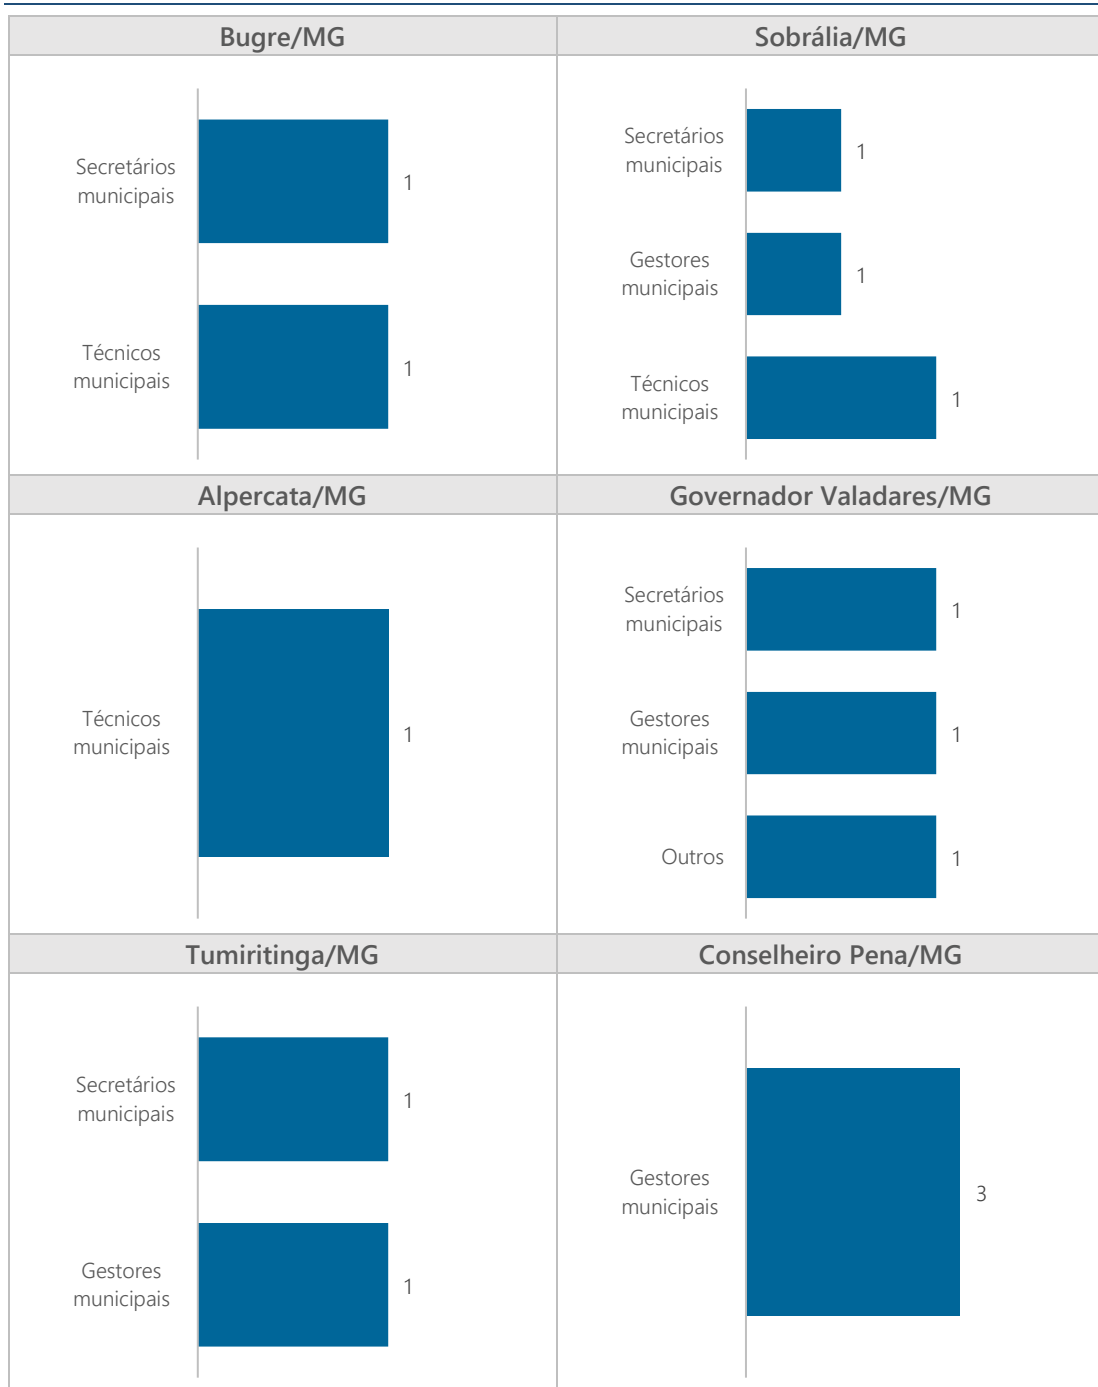 Bugre/MG
Secretários
municipais
1
Técnicos
municipais
1
Sobrália/MG
Secretários
municipais
1
Gestores
municipais
1
Técnicos
municipais
1
Alpercata/MG
Técnicos
municipais
1
Governador Valadares/MG
Secretários
municipais
1
Gestores
municipais
1
Outros
1
Tumiritinga/MG
Secretários
municipais
1
Gestores
municipais
1
Conselheiro Pena/MG
Gestores
municipais
3